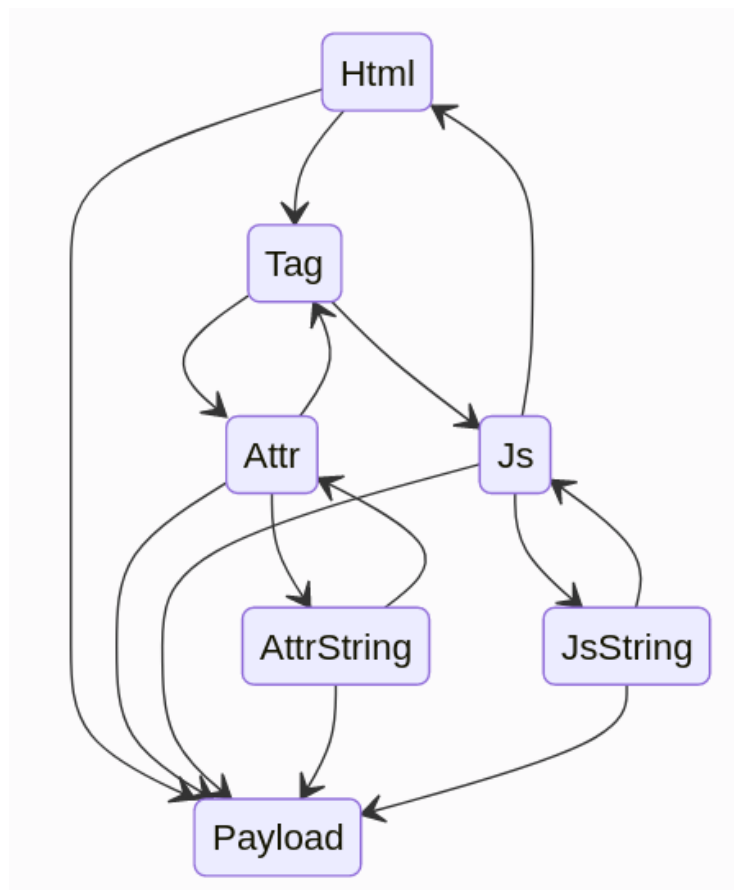 Html
Tag
Attr
Js
AttrString
JsString
Payload